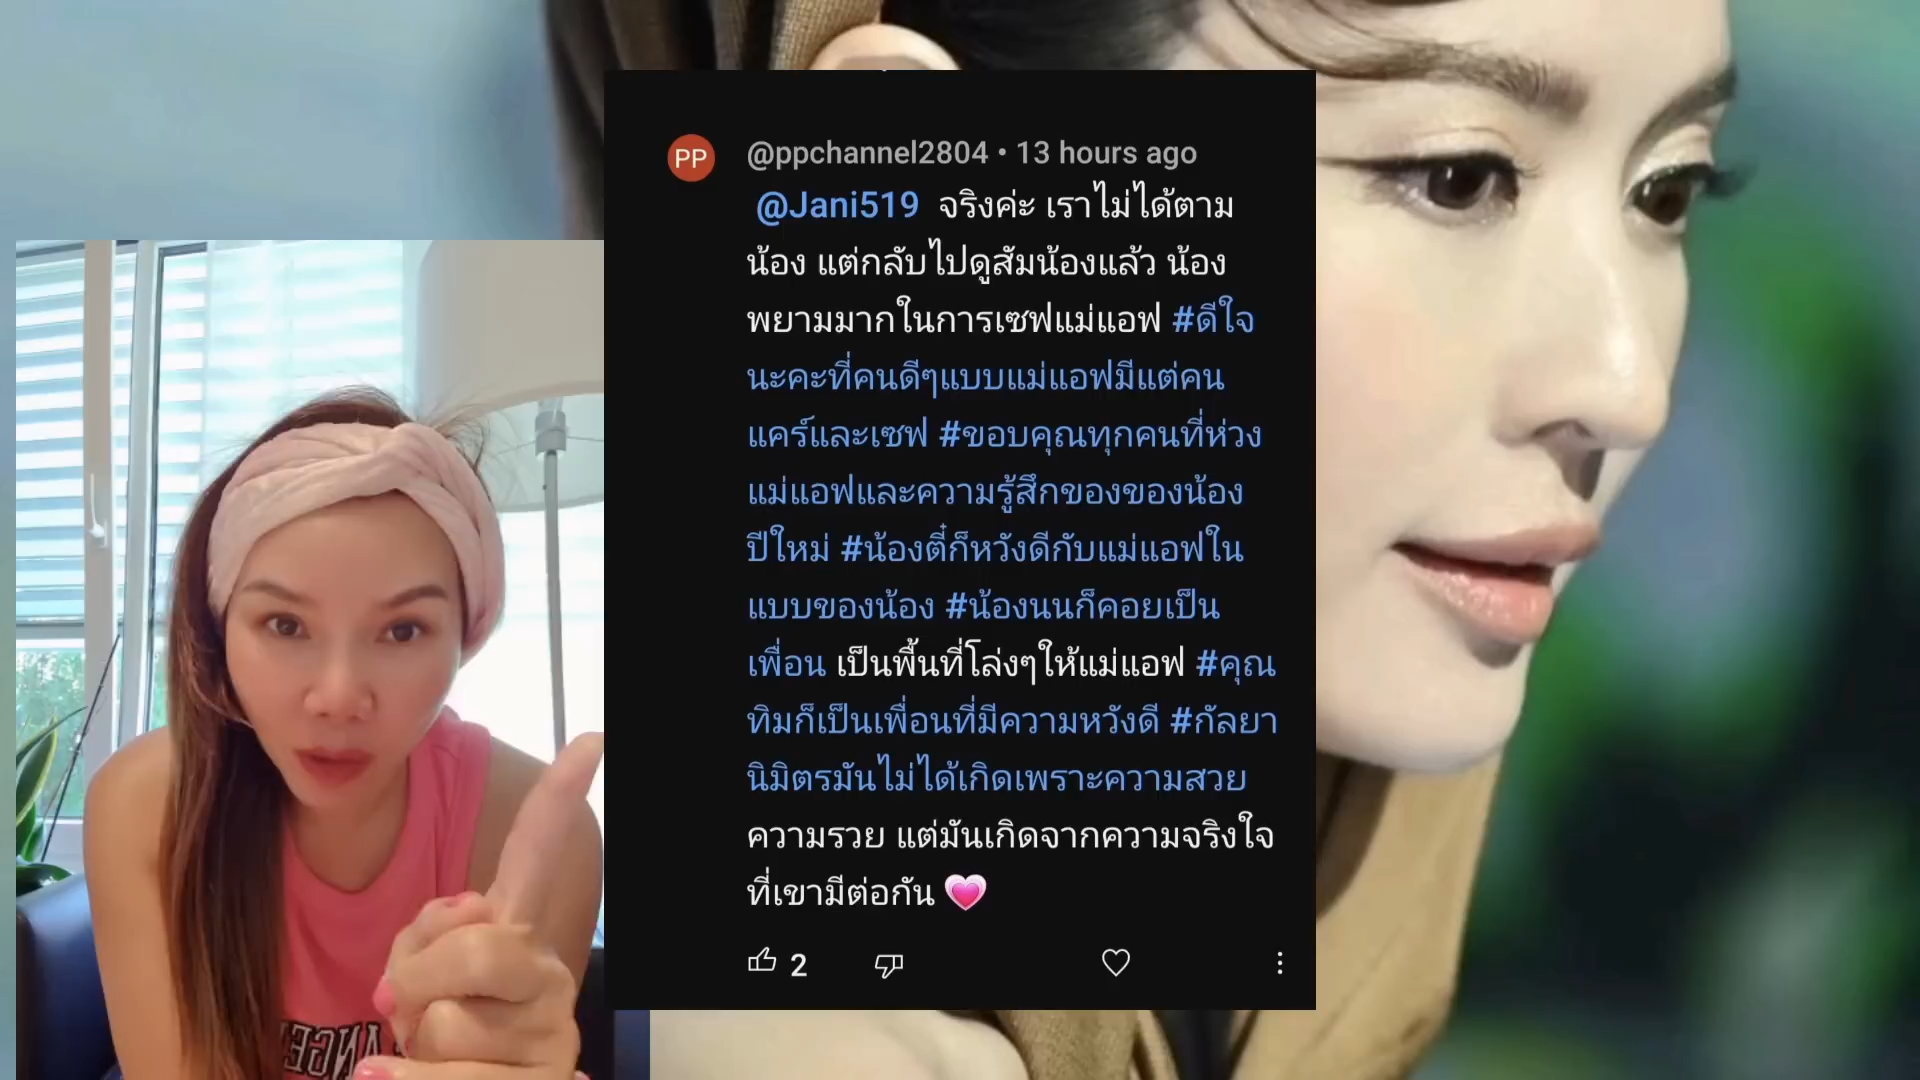 PP
@ppchannel2804 • 13 hours ago
@Jani519 จริงค่ะ เราไม่ได้ตาม
น้อง แต่กลับไปดูสัมน้องแล้ว น้อง
พยามมากในการเซฟแม่แอฟ #ดีใจ
นะคะที่คนดีๆแบบแม่แอฟมีแต่คน
แคร์และเซฟ #ขอบคุณทุกคนที่ห่วง
แม่แอฟและความรู้สึกของของน้อง
ปีใหม่ #น้องตี๋ก็หวังดีกับแม่แอฟใน
แบบของน้อง #น้องนนก็คอยเป็น
เพื่อน เป็นพื้นที่โล่งๆให้แม่แอฟ #คุณ
ทิมก็เป็นเพื่อนที่มีความหวังดี #กัลยา
นิมิตรมันไม่ได้เกิดเพราะความสวย
ความรวย แต่มันเกิดจากความจริงใจ
ที่เขามีต่อกัน 💗
2